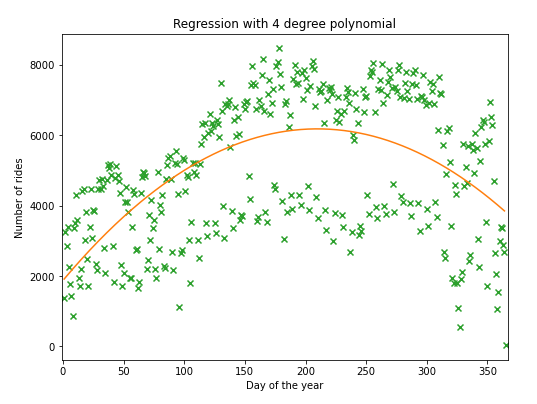 Regression with 4 degree polynomial
Number of rides
8000
6000
4000
2000
0
0 50 100 150 200 250 300 350
Day of the year